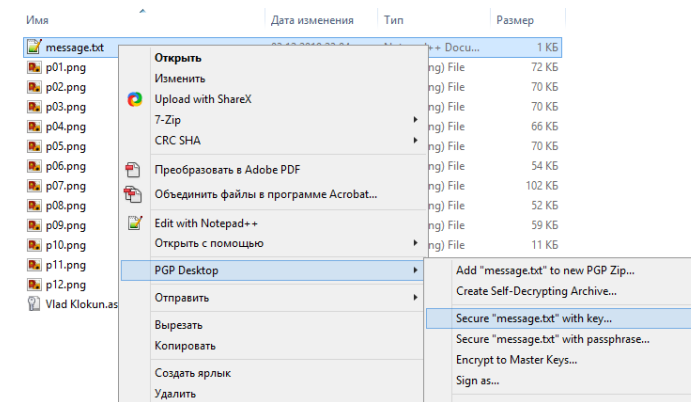 Имя Дата изменения Тип Размер
message.txt ++ Docu... 1 КБ
p01.png ng) File 72 КБ
p02.png ng) File 70 КБ
p03.png ng) File 70 КБ
p04.png ng) File 66 КБ
p05.png ng) File 70 КБ
p06.png ng) File 54 КБ
p07.png ng) File 102 КБ
p08.png ng) File 52 КБ
p09.png ng) File 59 КБ
p10.png ng) File 11 КБ
p11.png
p12.png
Vlad Klokun.as
Открыть
Изменить
Upload with ShareX
7-Zip
CRC SHA
Преобразовать в Adobe PDF
Объединить файлы в программе Acrobat...
Edit with Notepad++
Открыть с помощью
PGP Desktop
Отправить
Вырезать
Копировать
Создать ярлык
Удалить
Add "message.txt" to new PGP Zip...
Create Self-Decrypting Archive...
Secure "message.txt" with key...
Secure "message.txt" with passphrase...
Encrypt to Master Keys...
Sign as...